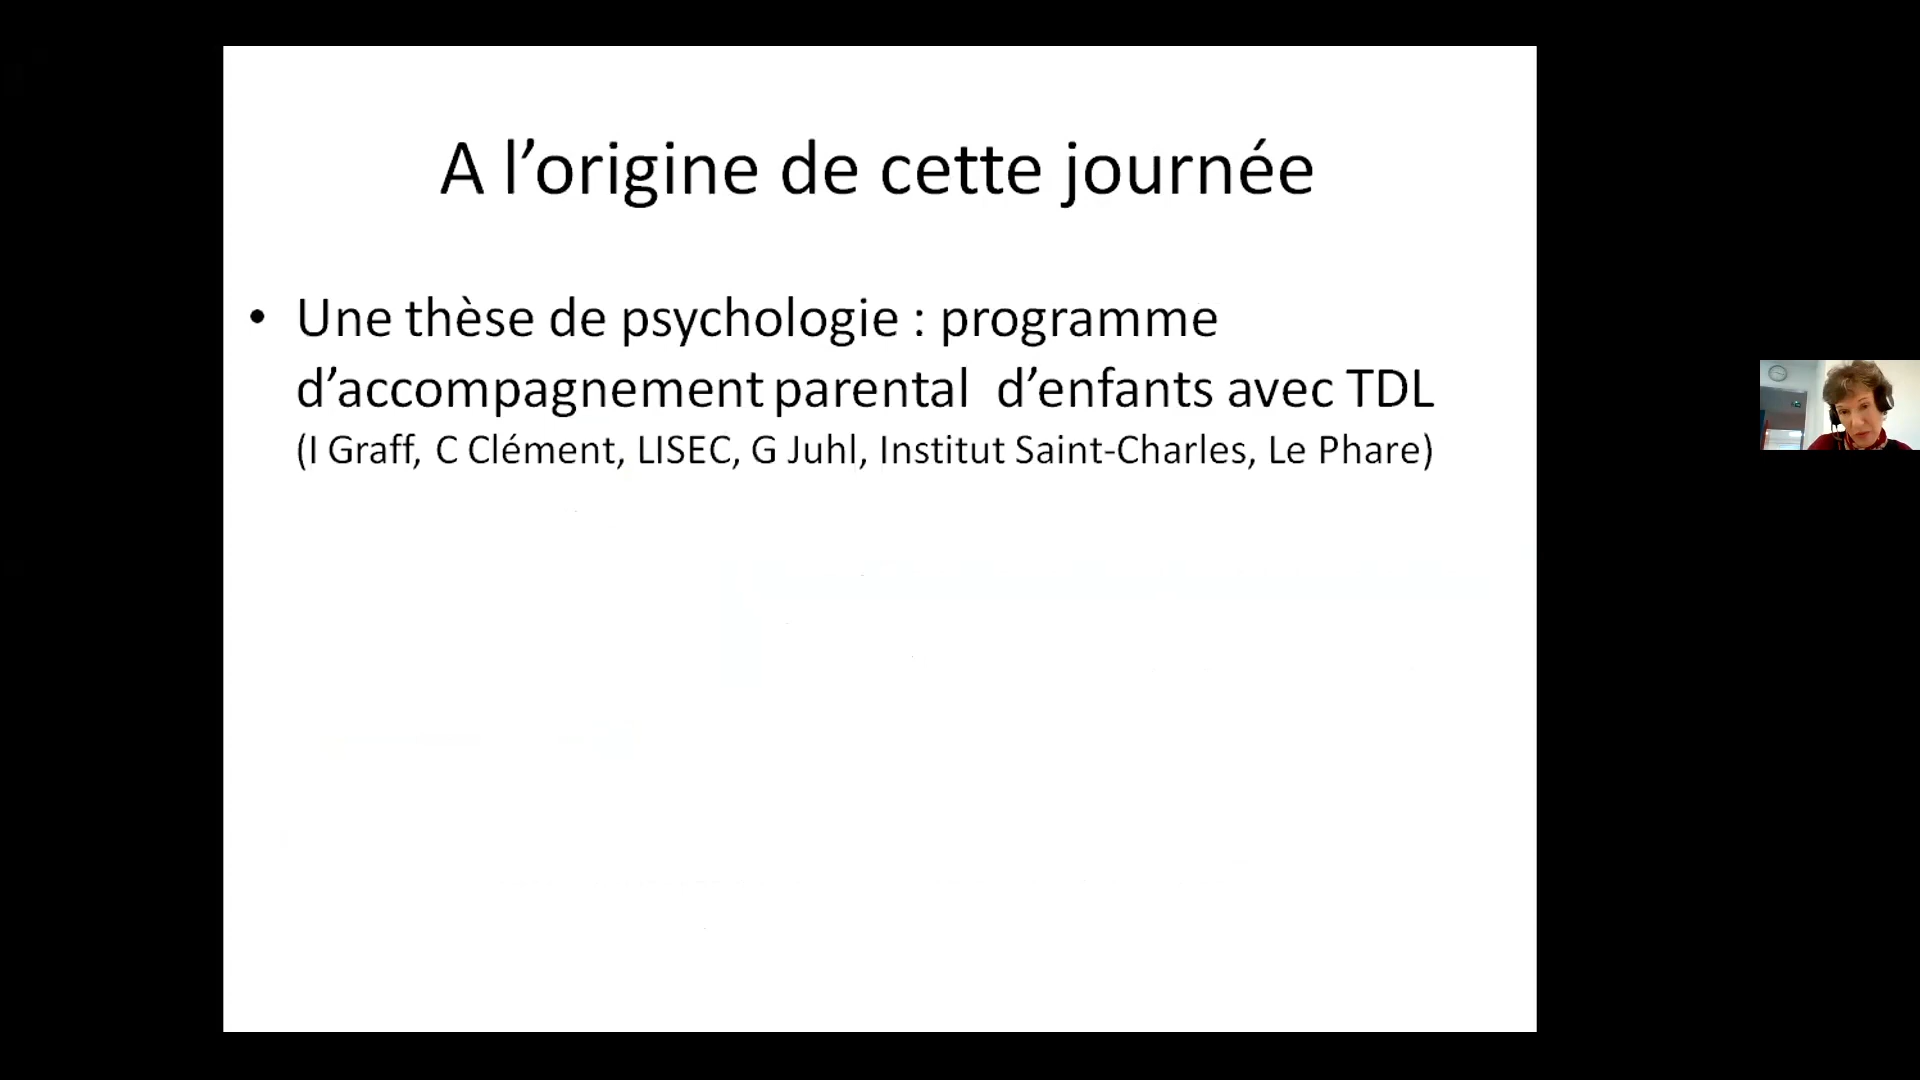 A l’origine de cette journée
• Une thèse de psychologie : programme
d’accompagnement parental d’enfants avec TDL
(I Graff, C Clément, LISEC, G Juhl, Institut Saint-Charles, Le Phare)